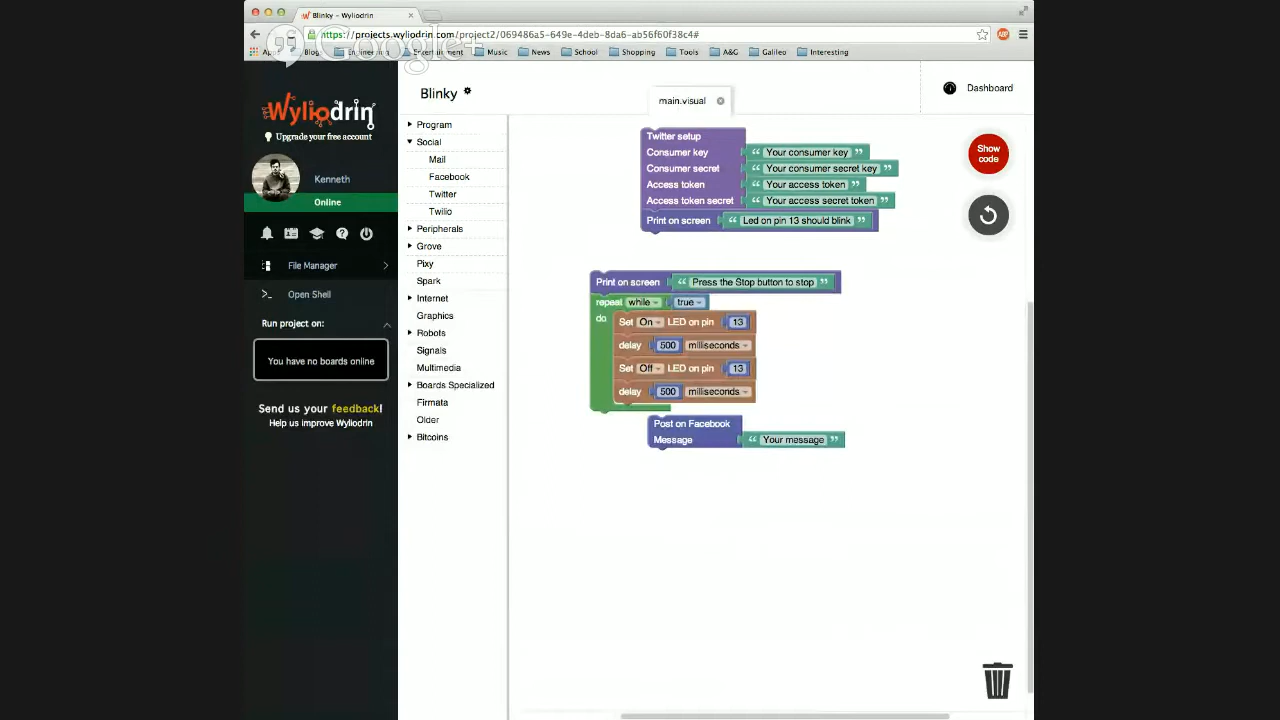 Blinky – Wyliodrin
https://projects.wyliodrin.com/project2/069486a5-649e-4deb-8da6-ab56f60f38c4#
Google+
Apps Blog Engineering Entertainment Music News School Shopping Tools A&G Galileo Interesting
Wyliodrin
Upgrade your free account
Kenneth
Online
File Manager
Open Shell
Run project on:
You have no boards online
Send us your feedback!
Help us improve Wyliodrin
Blinky
main.visual
Dashboard
Program
Social
Mail
Facebook
Twitter
Twilio
Peripherals
Grove
Pixy
Spark
Internet
Graphics
Robots
Signals
Multimedia
Boards Specialized
Firmata
Older
Bitcoins
Twitter setup
Consumer key “ Your consumer key ”
Consumer secret “ Your consumer secret key ”
Access token “ Your access token ”
Access token secret “ Your access secret token ”
Print on screen “ Led on pin 13 should blink ”
Print on screen “ Press the Stop button to stop ”
repeat while true
do
Set On LED on pin 13
delay 500 milliseconds
Set Off LED on pin 13
delay 500 milliseconds
Post on Facebook
Message “ Your message ”
Show
code
ABP